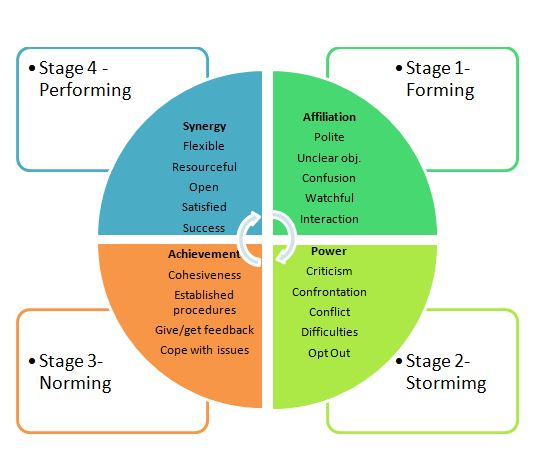 • Stage 4 -
Performing
• Stage 1-
Forming
Synergy
Flexible
Resourceful
Open
Satisfied
Success
Affiliation
Polite
Unclear obj.
Confusion
Watchful
Interaction
Achievement
Cohesiveness
Established
procedures
Give/get feedback
Cope with issues
Power
Criticism
Confrontation
Conflict
Difficulties
Opt Out
• Stage 3-
Norming
• Stage 2-
Stormimg